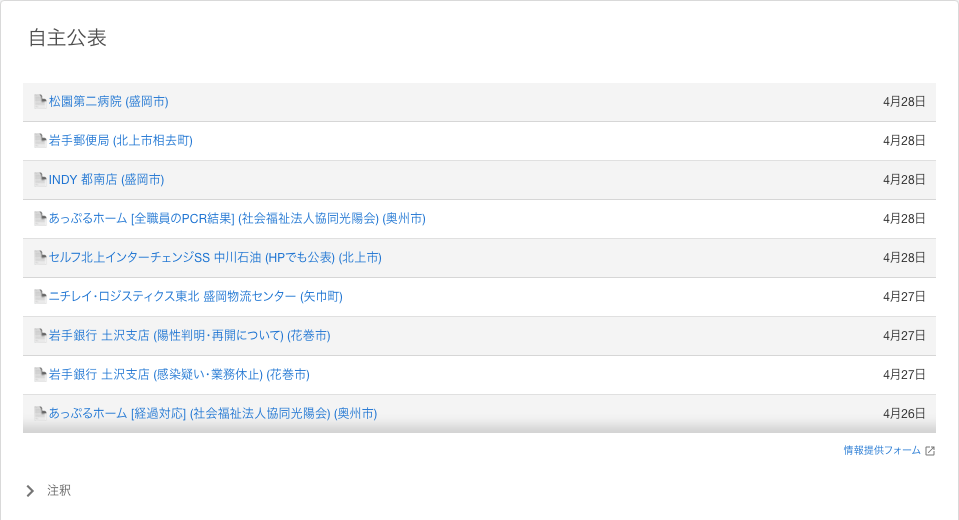 自主公表
松園第二病院 (盛岡市) 4月28日
岩手郵便局 (北上市相去町) 4月28日
INDY 都南店 (盛岡市) 4月28日
あっぷるホーム [全職員のPCR結果] (社会福祉法人協同光陽会) (奥州市) 4月28日
セルフ北上インターチェンジSS 中川石油 (HPでも公表) (北上市) 4月28日
ニチレイ・ロジスティクス東北 盛岡物流センター (矢巾町) 4月27日
岩手銀行 土沢支店 (陽性判明・再開について) (花巻市) 4月27日
岩手銀行 土沢支店 (感染疑い・業務休止) (花巻市) 4月27日
あっぷるホーム [経過対応] (社会福祉法人協同光陽会) (奥州市) 4月26日
情報提供フォーム
注釈